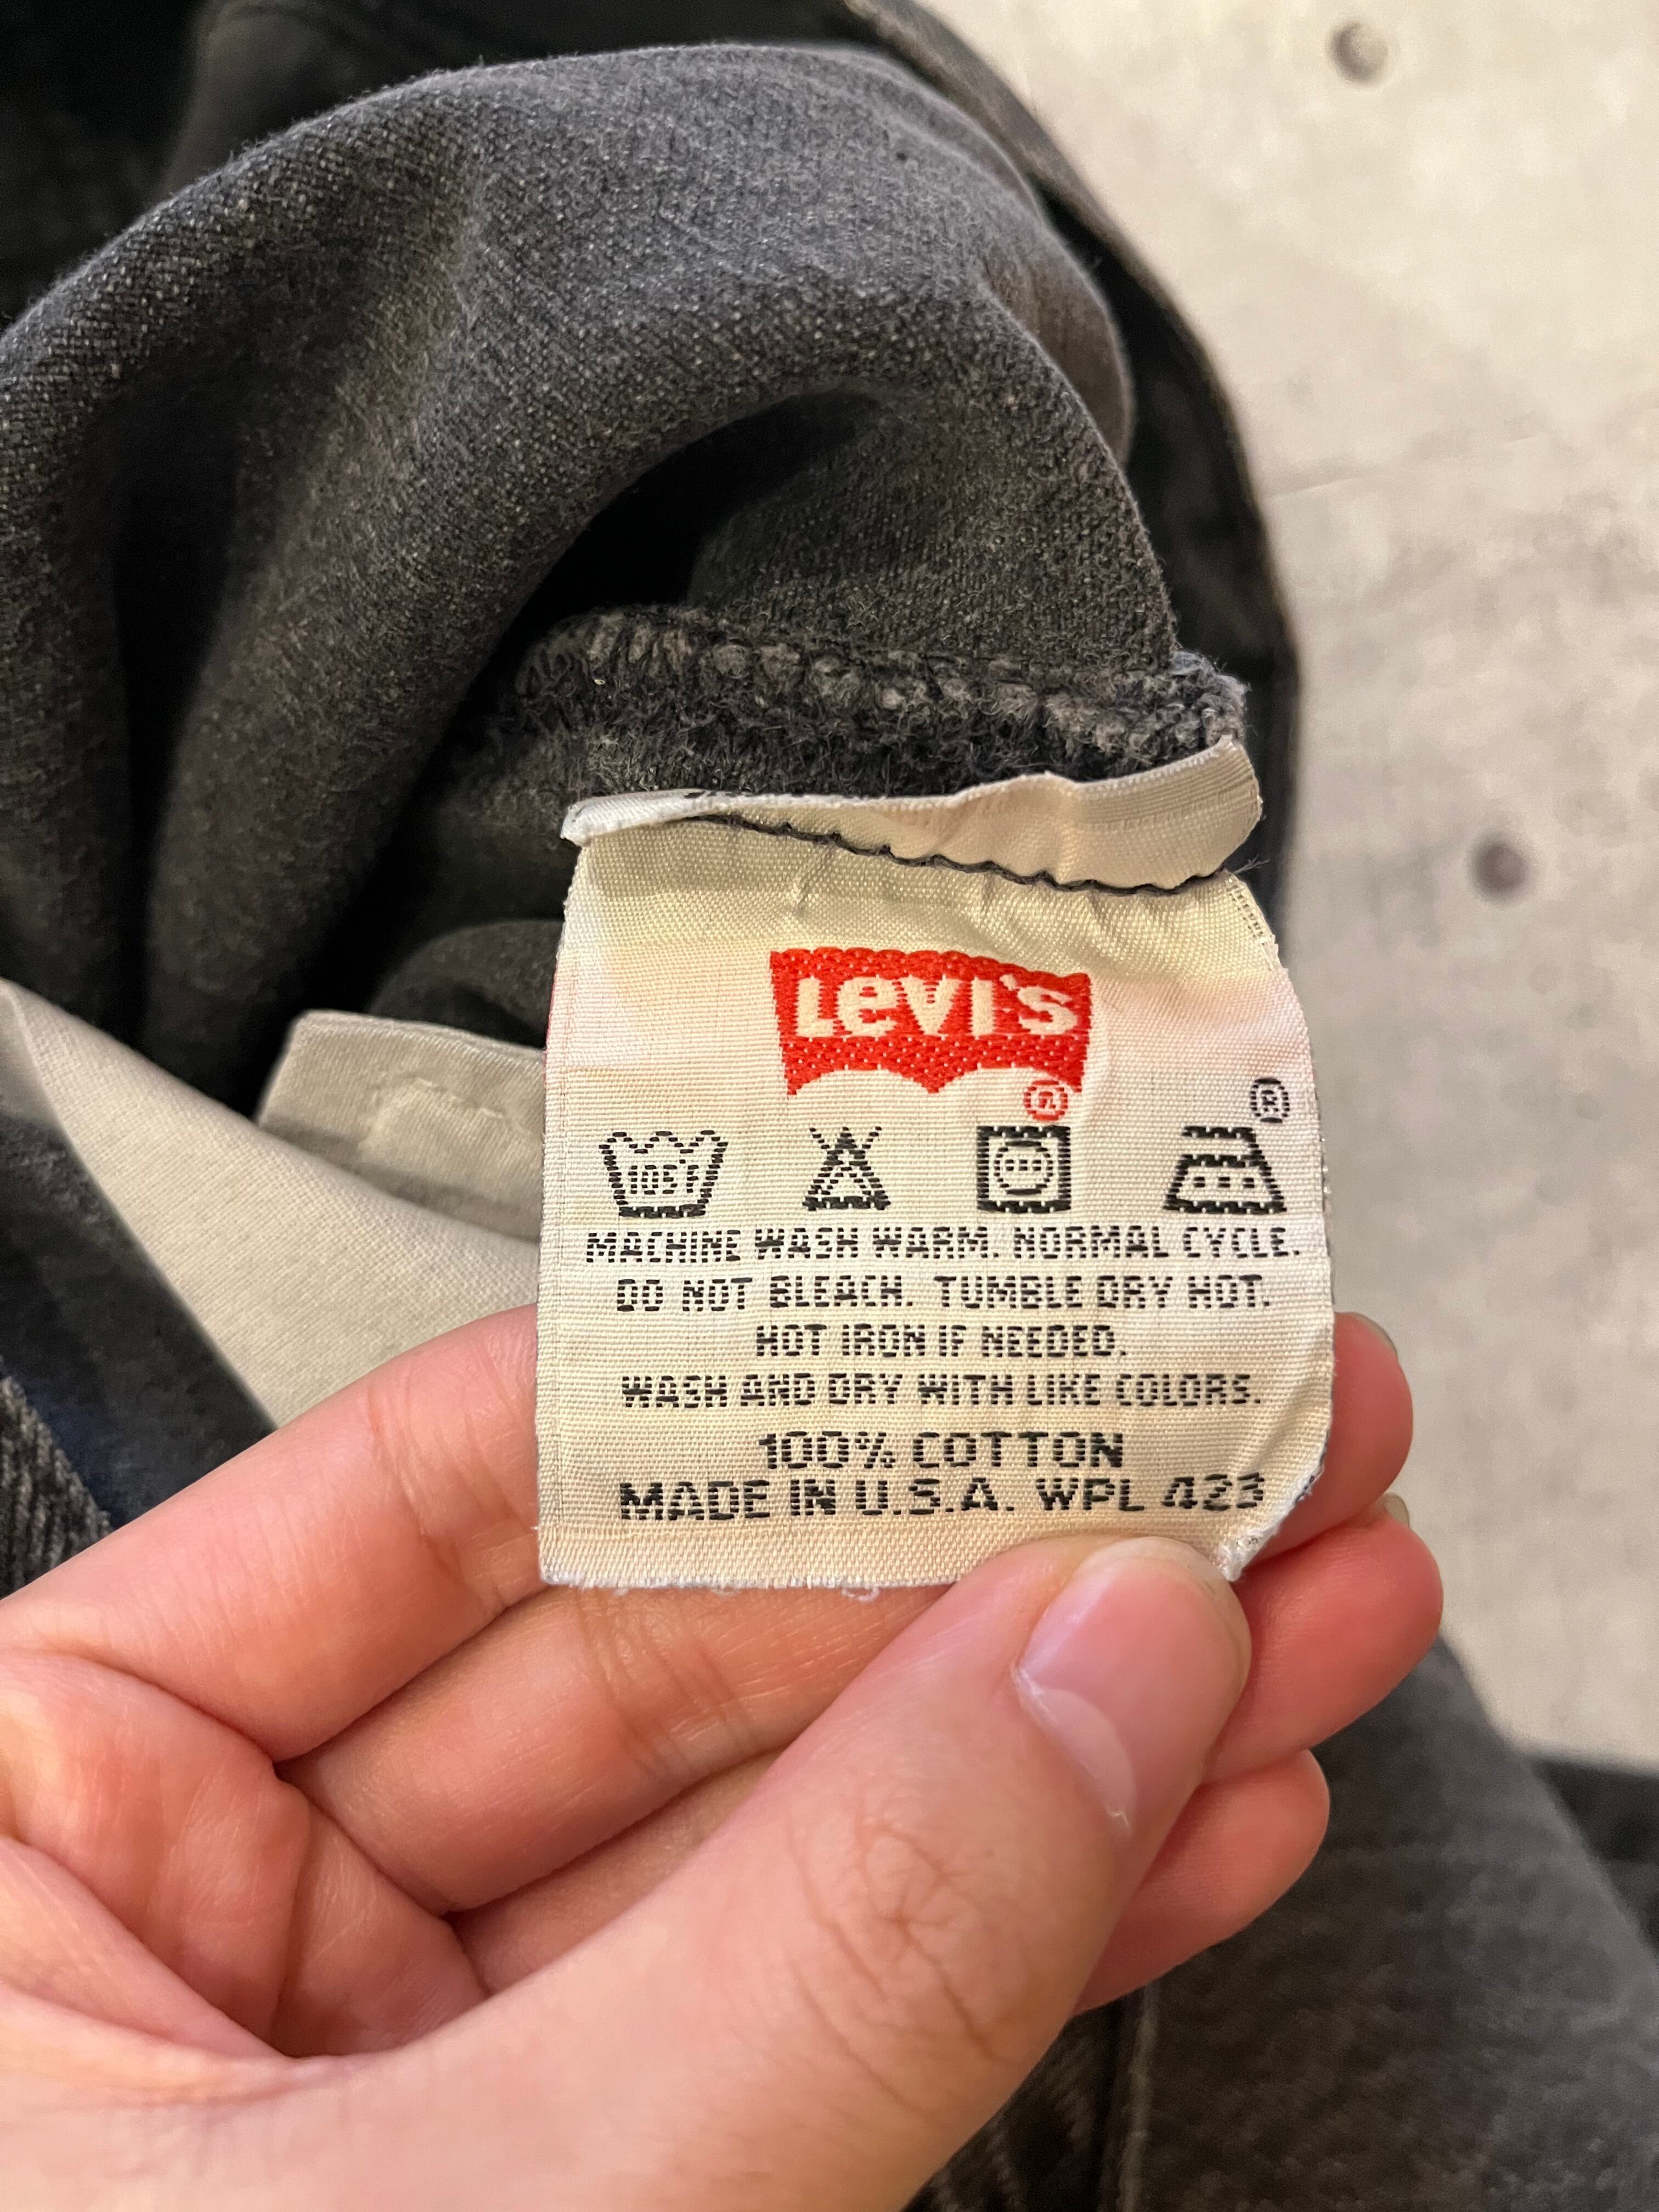 Levi's
®
®
105°F
MACHINE WASH WARM. NORMAL CYCLE.
DO NOT BLEACH. TUMBLE DRY HOT.
HOT IRON IF NEEDED.
WASH AND DRY WITH LIKE COLORS.
100% COTTON
MADE IN U.S.A. WPL 423